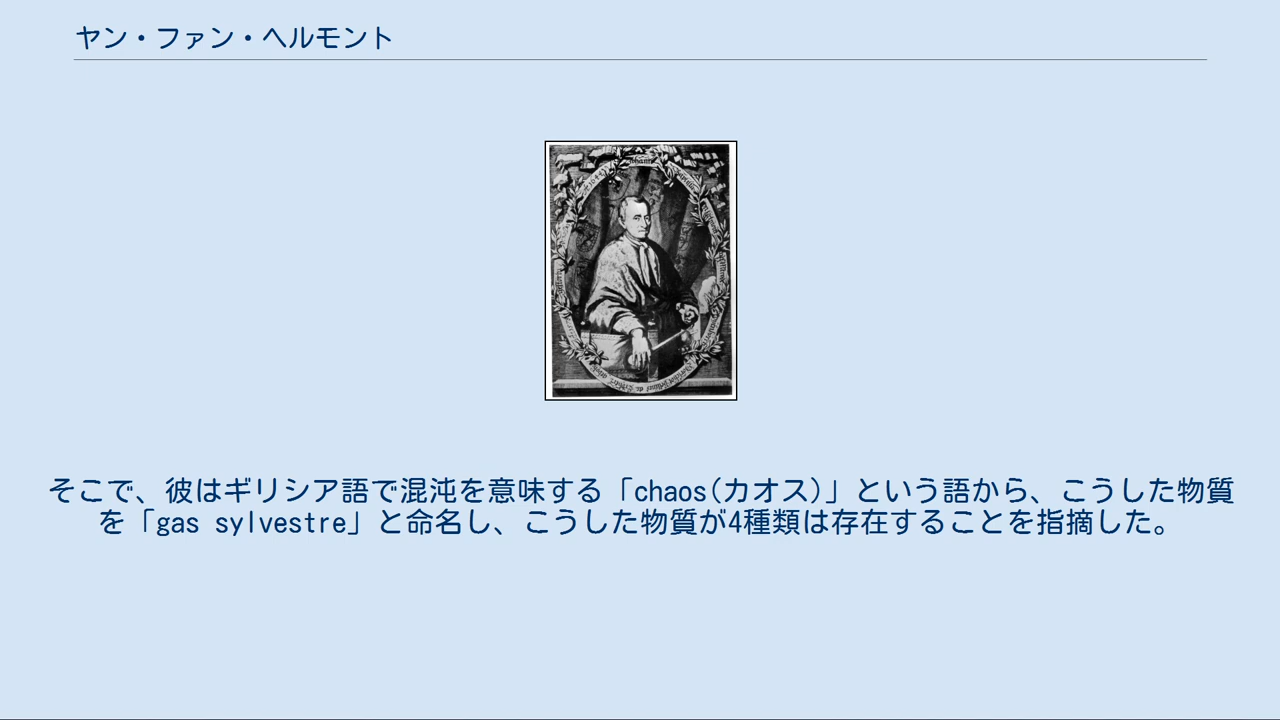 ヤン・ファン・ヘルモント
そこで、彼はギリシア語で混沌を意味する「chaos(カオス)」という語から、こうした物質
を「gas sylvestre」と命名し、こうした物質が4種類は存在することを指摘した。